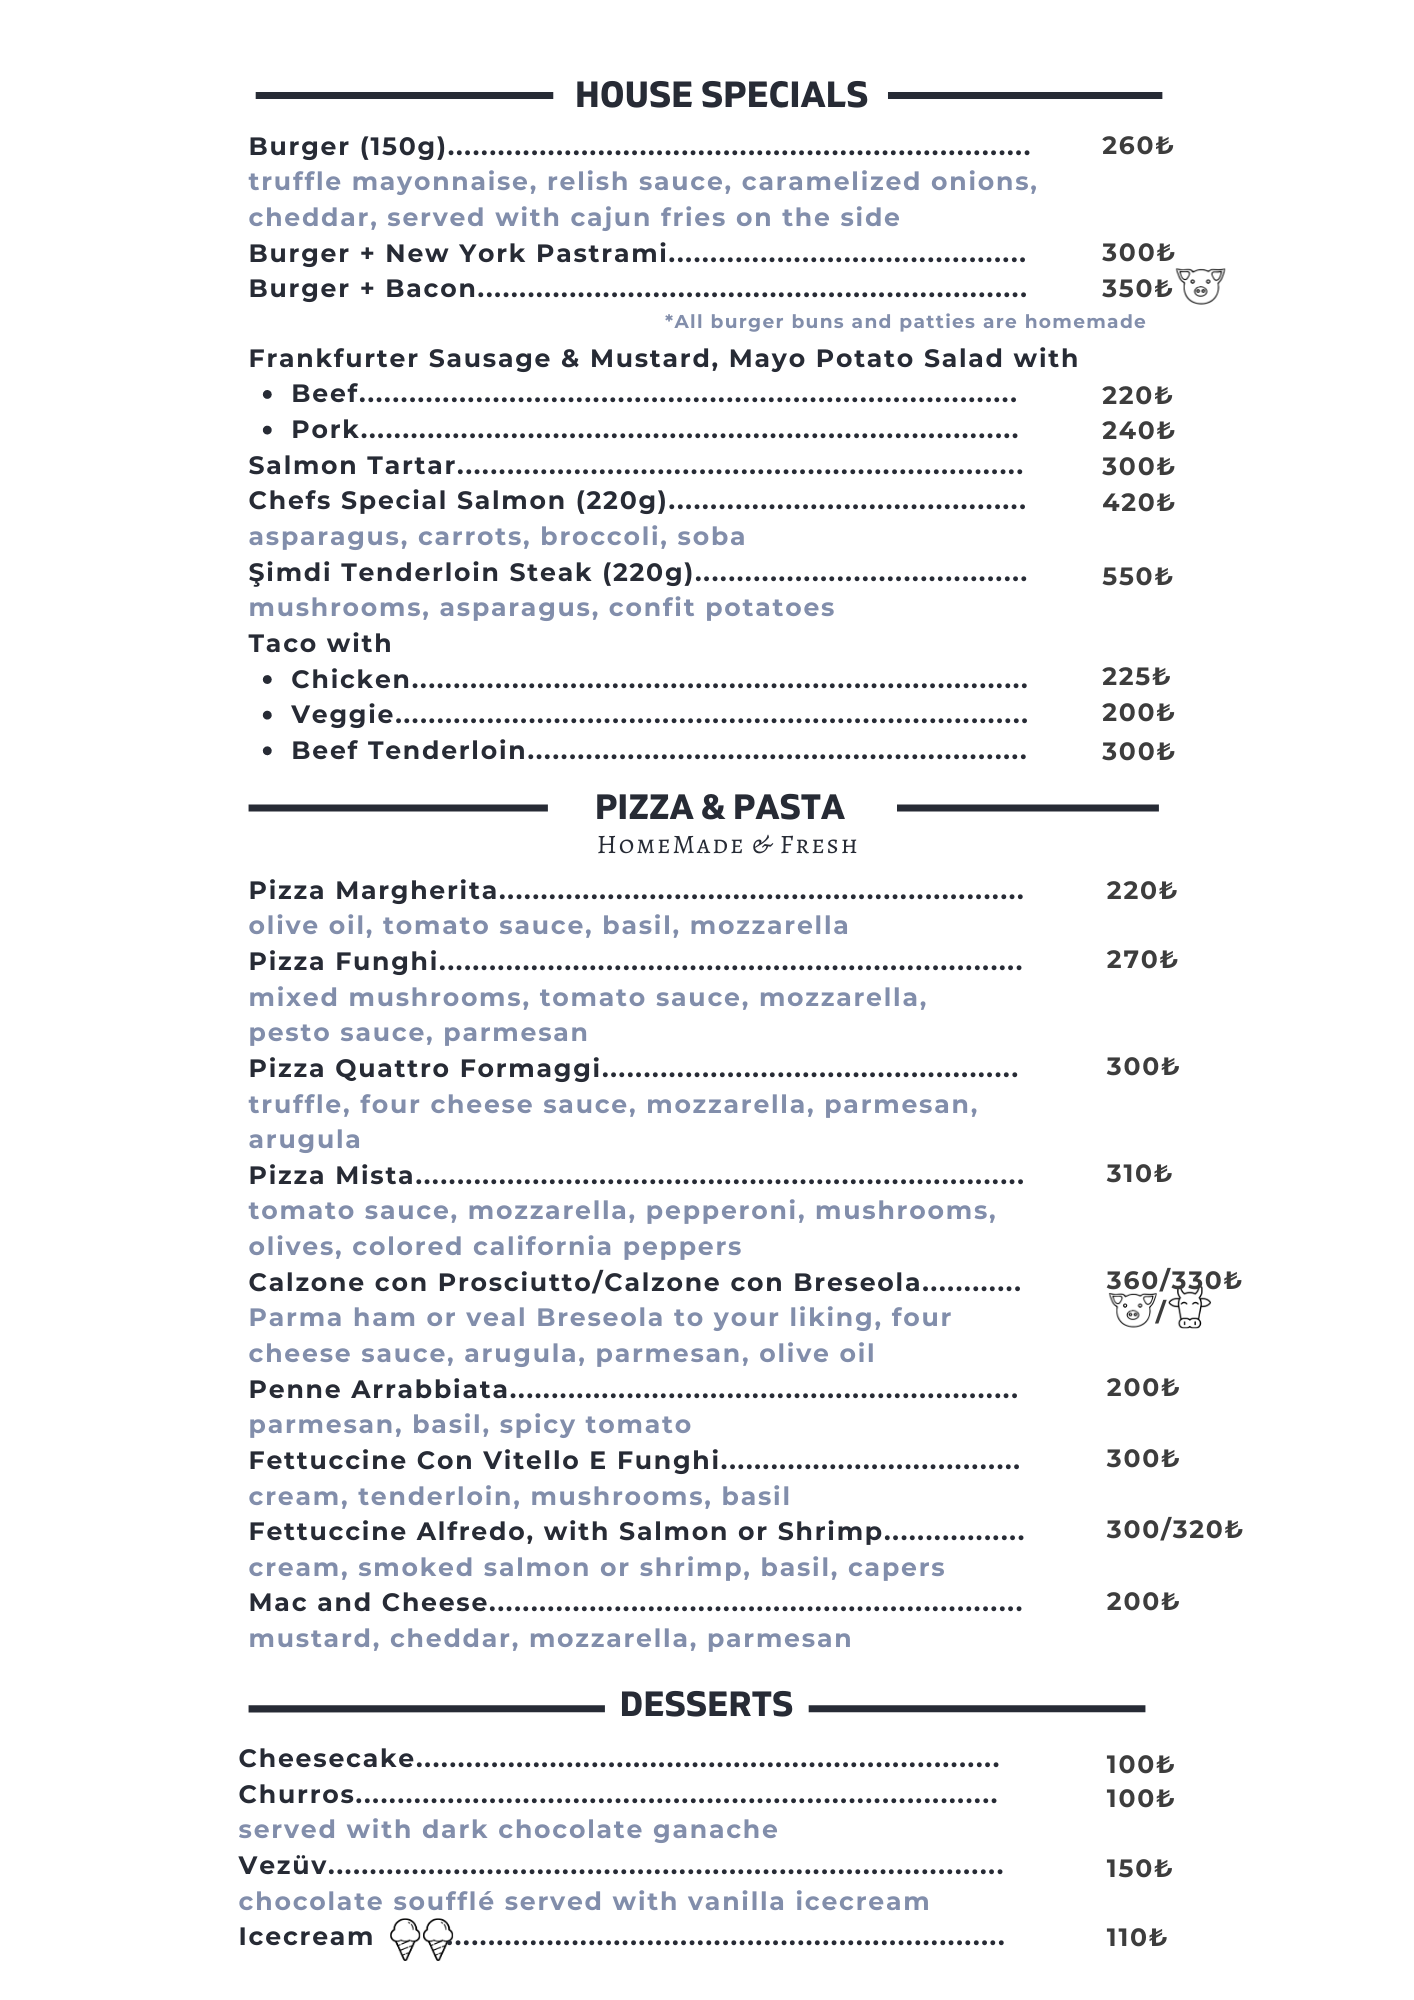 HOUSE SPECIALS
Burger (150g)...................................................................... 260₺
truffle mayonnaise, relish sauce, caramelized onions,
cheddar, served with cajun fries on the side
Burger + New York Pastrami........................................... 300₺
Burger + Bacon.................................................................. 350₺
*All burger buns and patties are homemade
Frankfurter Sausage & Mustard, Mayo Potato Salad with
• Beef............................................................................... 220₺
• Pork............................................................................... 240₺
Salmon Tartar.................................................................... 300₺
Chefs Special Salmon (220g)........................................... 420₺
asparagus, carrots, broccoli, soba
Şimdi Tenderloin Steak (220g)........................................ 550₺
mushrooms, asparagus, confit potatoes
Taco with
• Chicken.......................................................................... 225₺
• Veggie............................................................................ 200₺
• Beef Tenderloin............................................................ 300₺
PIZZA & PASTA
HomeMade & Fresh
Pizza Margherita............................................................... 220₺
olive oil, tomato sauce, basil, mozzarella
Pizza Funghi...................................................................... 270₺
mixed mushrooms, tomato sauce, mozzarella,
pesto sauce, parmesan
Pizza Quattro Formaggi.................................................. 300₺
truffle, four cheese sauce, mozzarella, parmesan,
arugula
Pizza Mista......................................................................... 310₺
tomato sauce, mozzarella, pepperoni, mushrooms,
olives, colored california peppers
Calzone con Prosciutto/Calzone con Breseola............ 360/330₺
/
Parma ham or veal Breseola to your liking, four
cheese sauce, arugula, parmesan, olive oil
Penne Arrabbiata............................................................. 200₺
parmesan, basil, spicy tomato
Fettuccine Con Vitello E Funghi.................................... 300₺
cream, tenderloin, mushrooms, basil
Fettuccine Alfredo, with Salmon or Shrimp................. 300/320₺
cream, smoked salmon or shrimp, basil, capers
Mac and Cheese................................................................ 200₺
mustard, cheddar, mozzarella, parmesan
DESSERTS
Cheesecake...................................................................... 100₺
Churros............................................................................. 100₺
served with dark chocolate ganache
Vezüv................................................................................. 150₺
chocolate soufflé served with vanilla icecream
Icecream .................................................................. 110₺